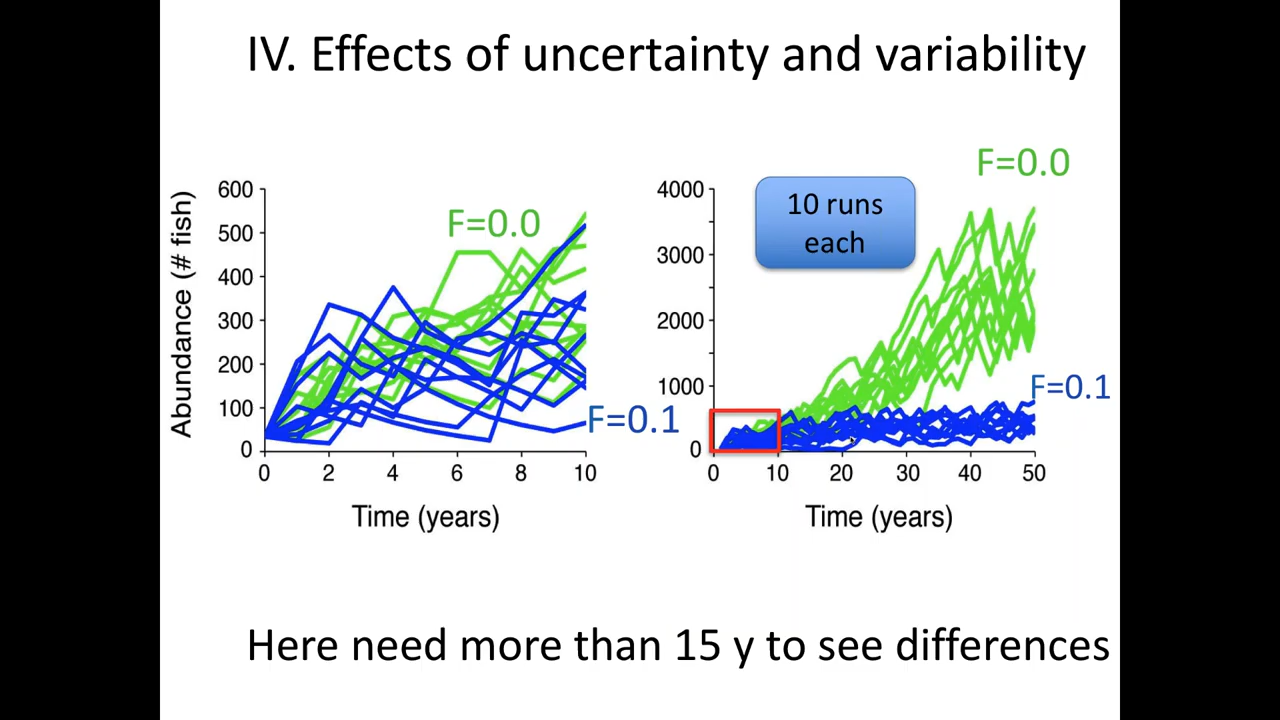 IV. Effects of uncertainty and variability
Abundance (# fish)
600
500
400
300
200
100
0
0 2 4 6 8 10
Time (years)
F=0.0
F=0.1
4000
3000
2000
1000
0
0 10 20 30 40 50
Time (years)
10 runs
each
F=0.0
F=0.1
Here need more than 15 y to see differences